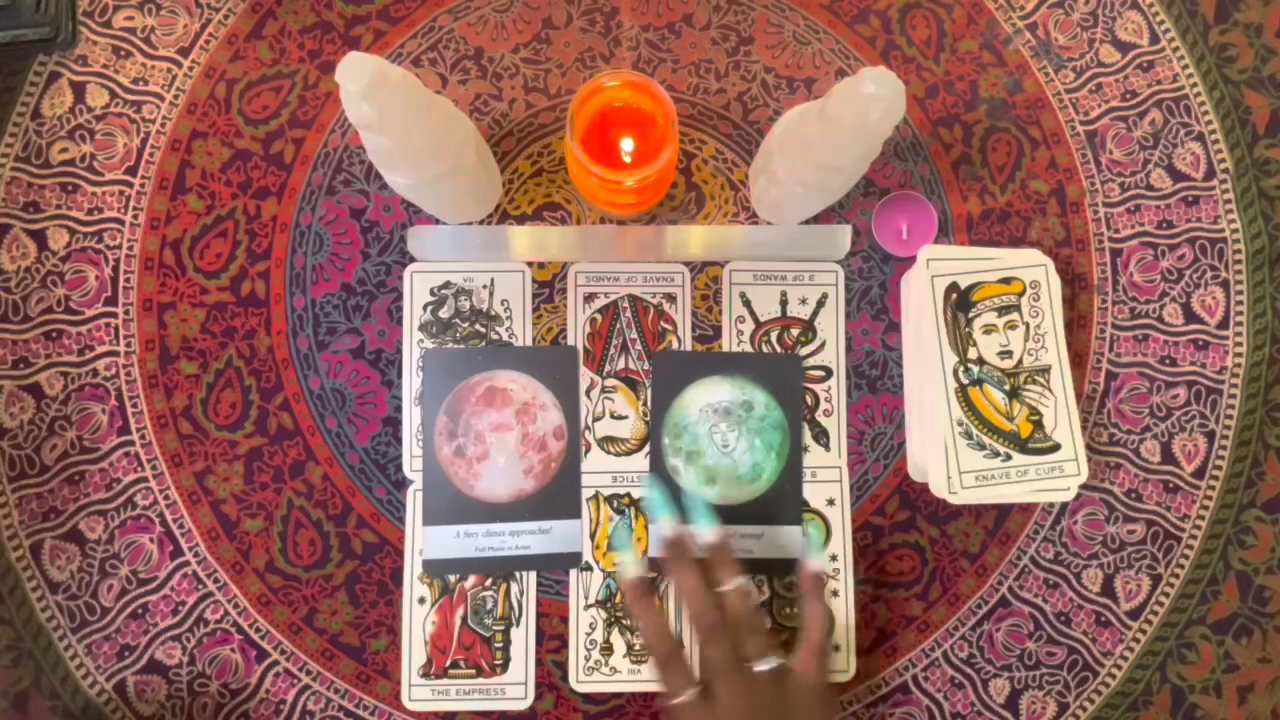 VII
KNAVE OF WANDS
3 OF WANDS
A fiery climax approaches!
Full Moon in Aries
KNAVE OF CUPS
THE EMPRESS
VIII